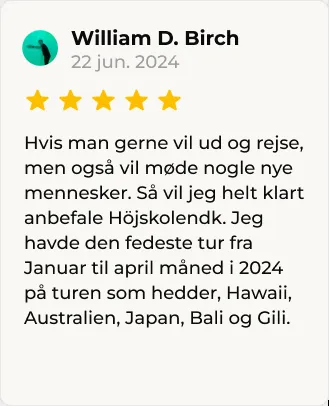 William D. Birch
22 jun. 2024
Hvis man gerne vil ud og rejse,
men også vil møde nogle nye
mennesker. Så vil jeg helt klart
anbefale Höjskolendk. Jeg
havde den fedeste tur fra
Januar til april måned i 2024
på turen som hedder, Hawaii,
Australien, Japan, Bali og Gili.